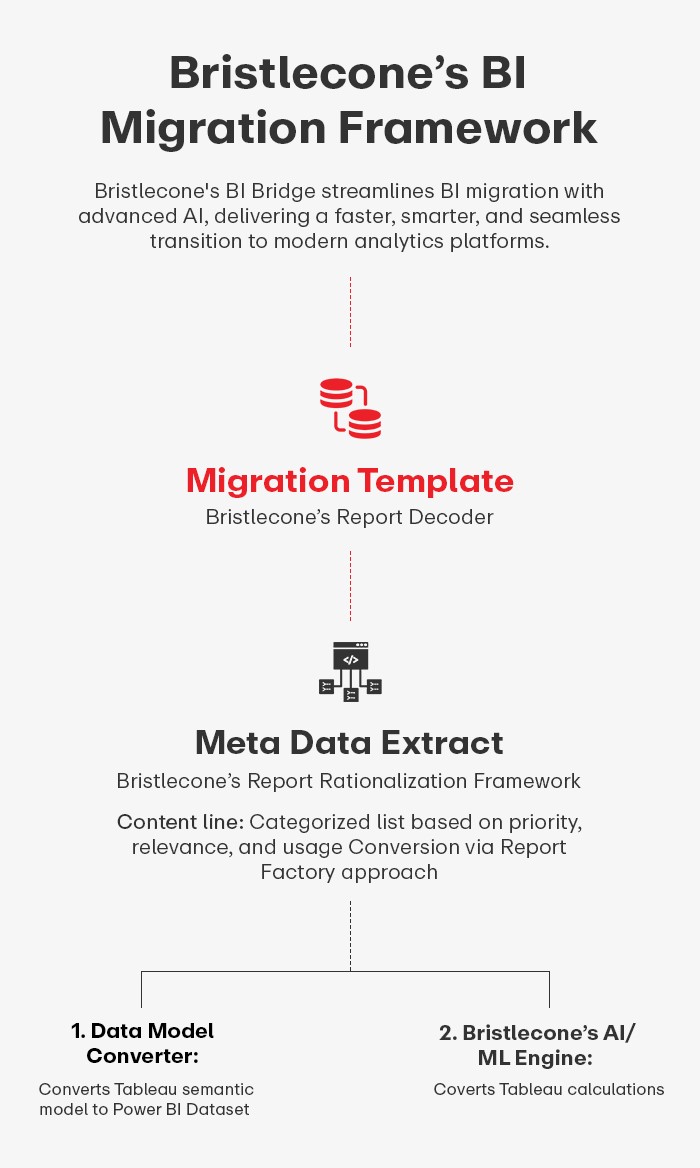 Bristlecone’s BI
Migration Framework
Bristlecone's BI Bridge streamlines BI migration with
advanced AI, delivering a faster, smarter, and seamless
transition to modern analytics platforms.
Migration Template
Bristlecone’s Report Decoder
</>
Meta Data Extract
Bristlecone’s Report Rationalization Framework
Content line: Categorized list based on priority,
relevance, and usage Conversion via Report
Factory approach
1. Data Model
Converter:
Converts Tableau semantic
model to Power BI Dataset
2. Bristlecone’s AI/
ML Engine:
Coverts Tableau calculations